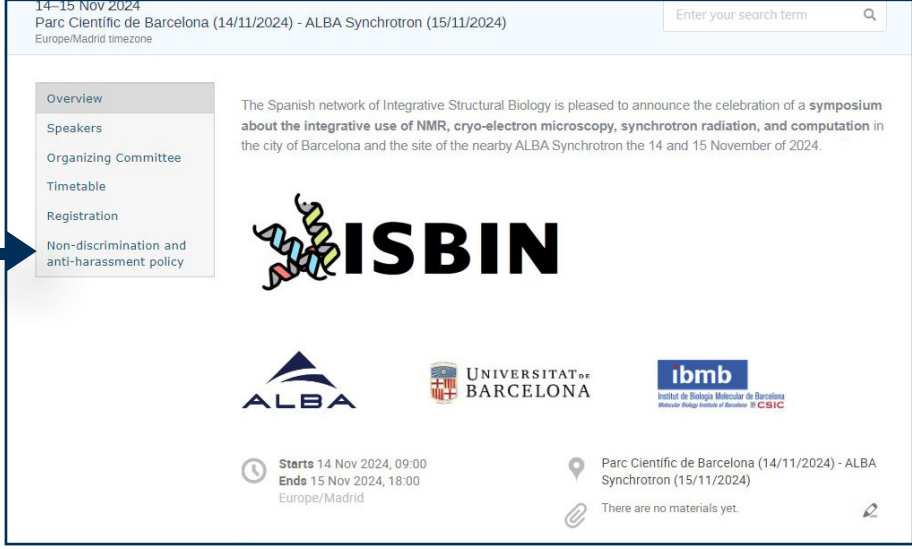 14–15 Nov 2024
Parc Científic de Barcelona (14/11/2024) - ALBA Synchrotron (15/11/2024)
Europe/Madrid timezone
Enter your search term
Overview
Speakers
Organizing Committee
Timetable
Registration
Non-discrimination and
anti-harassment policy
The Spanish network of Integrative Structural Biology is pleased to announce the celebration of a symposium
about the integrative use of NMR, cryo-electron microscopy, synchrotron radiation, and computation in
the city of Barcelona and the site of the nearby ALBA Synchrotron the 14 and 15 November of 2024.
ISBIN
ALBA
UNIVERSITAT DE
BARCELONA
ibmb
Institut de Biologia Molecular de Barcelona
Molecular Biology Institute of Barcelona CSIC
Starts 14 Nov 2024, 09:00
Ends 15 Nov 2024, 18:00
Europe/Madrid
Parc Científic de Barcelona (14/11/2024) - ALBA
Synchrotron (15/11/2024)
There are no materials yet.